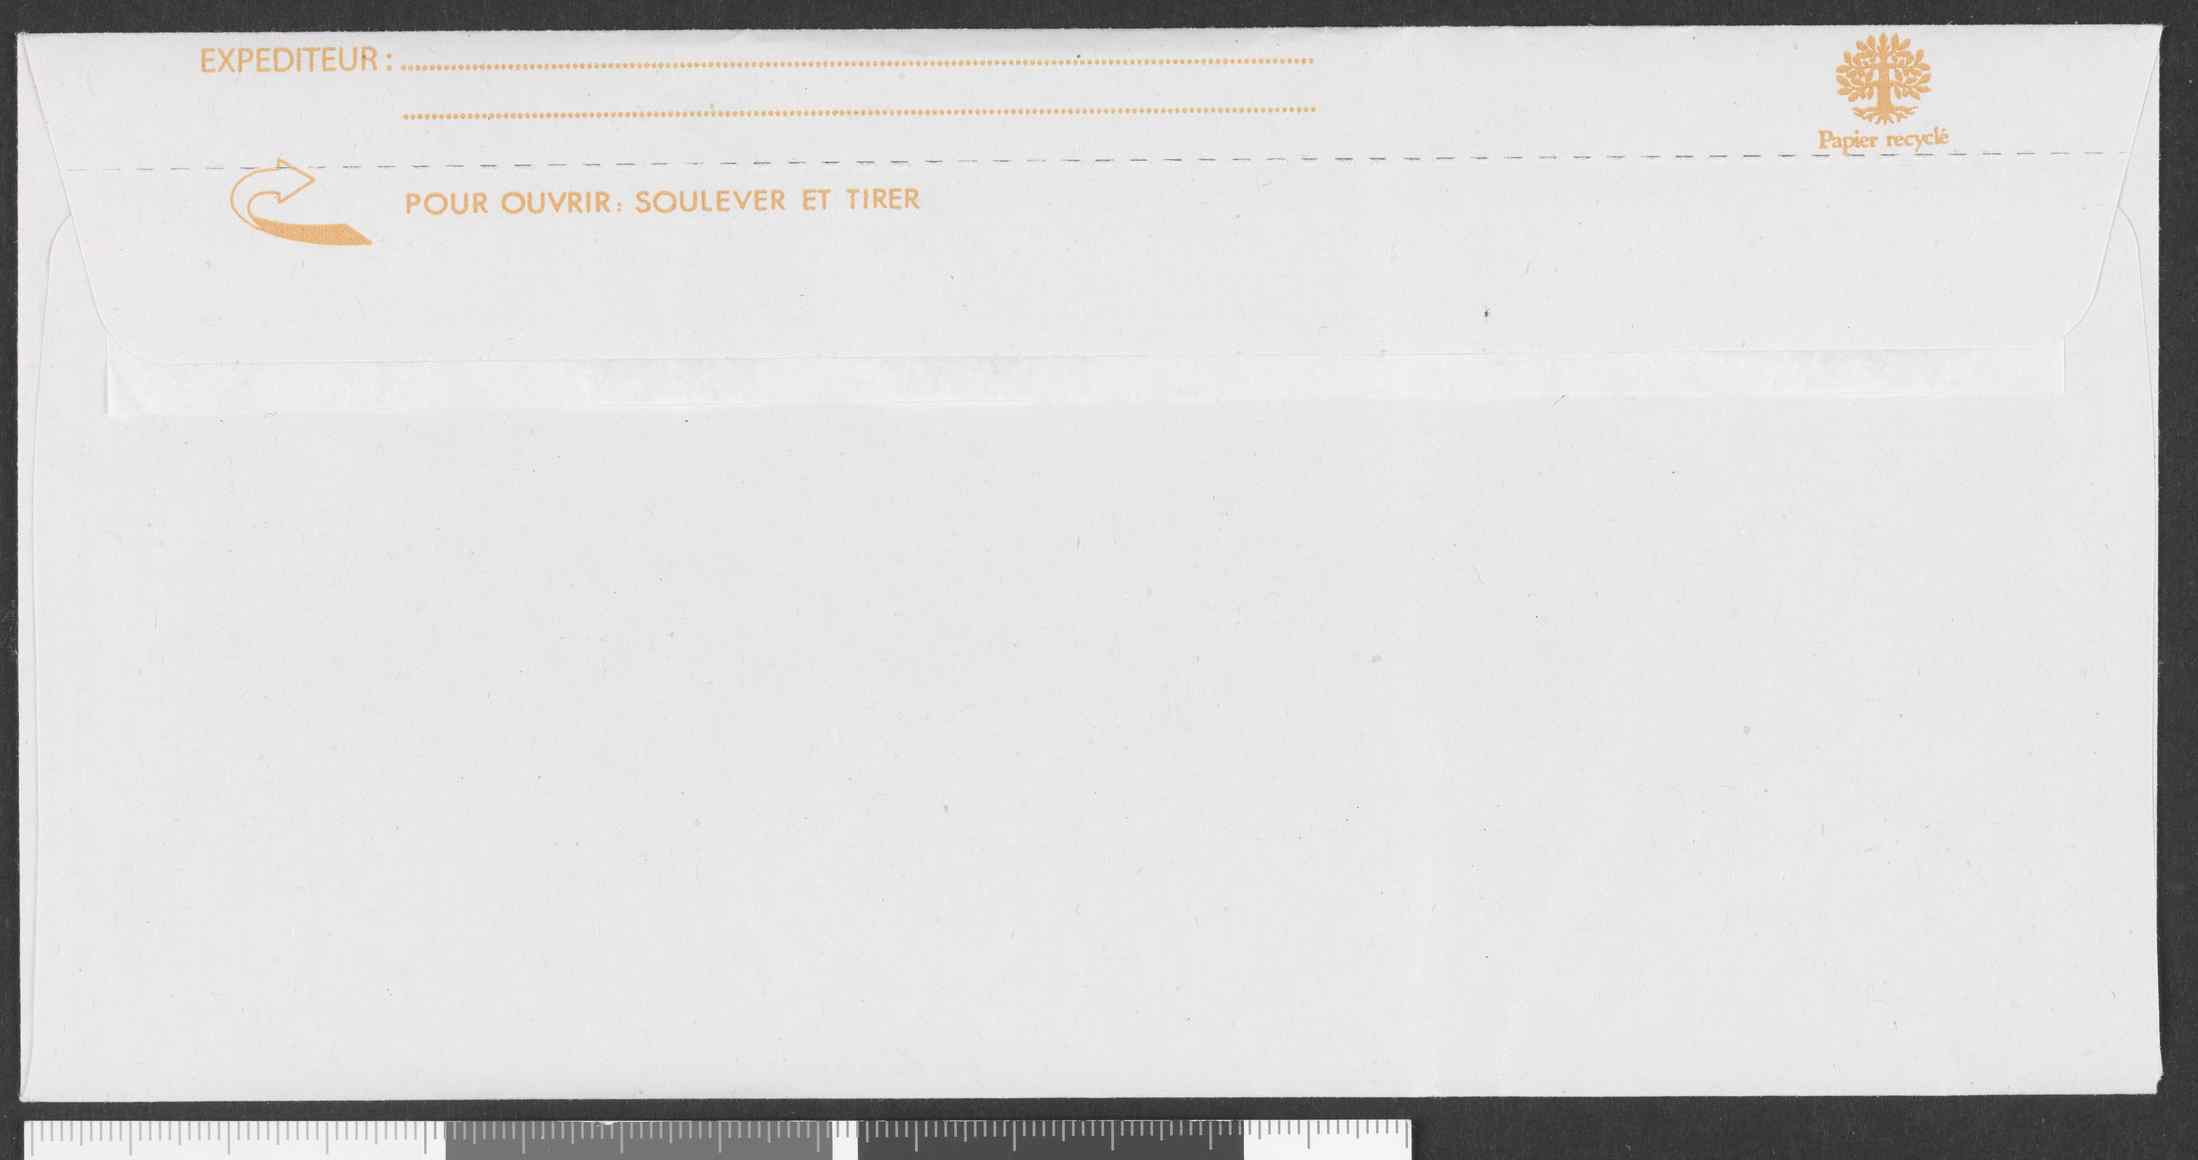 EXPEDITEUR :
Papier recyclé
POUR OUVRIR : SOULEVER ET TIRER